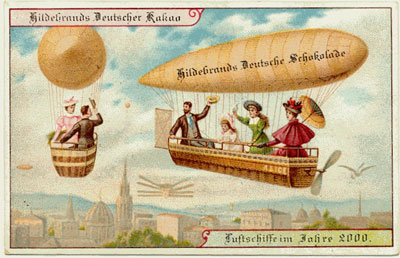 Hildebrands Deutscher Kakao
Hildebrands Deutsche Schokolade
Luftschiffe im Jahre 2000.